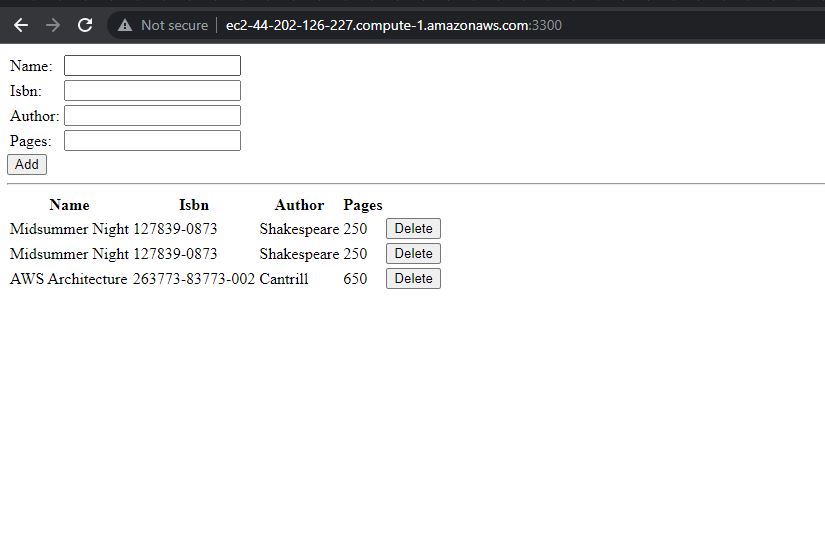 Not secure ec2-44-202-126-227.compute-1.amazonaws.com:3300
Name:
Isbn:
Author:
Pages:
Add
Name Isbn Author Pages
Midsummer Night 127839-0873 Shakespeare 250 Delete
Midsummer Night 127839-0873 Shakespeare 250 Delete
AWS Architecture 263773-83773-002 Cantrill 650 Delete